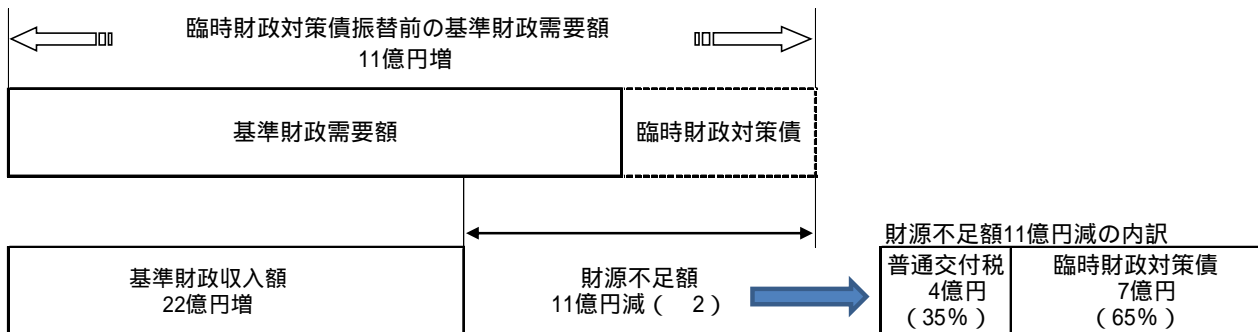 臨時財政対策債振替前の基準財政需要額
11億円増
基準財政需要額
臨時財政対策債
基準財政収入額
22億円増
財源不足額
11億円減（　2）
財源不足額11億円減の内訳
普通交付税
4億円
（35％）
臨時財政対策債
7億円
（65％）